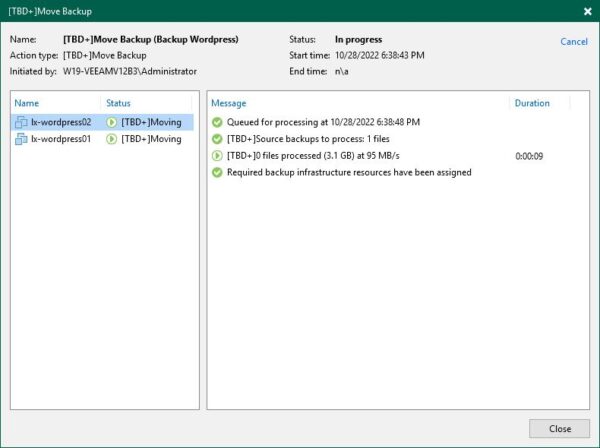 [TBD+]Move Backup
Name: [TBD+]Move Backup (Backup Wordpress) Status: In progress Cancel
Action type: [TBD+]Move Backup Start time: 10/28/2022 6:38:43 PM
Initiated by: W19-VEEAMV12B3\Administrator End time: n\a
Name Status Message Duration
lx-wordpress02 [TBD+]Moving Queued for processing at 10/28/2022 6:38:48 PM
lx-wordpress01 [TBD+]Moving [TBD+]Source backups to process: 1 files
[TBD+]0 files processed (3.1 GB) at 95 MB/s 0:00:09
Required backup infrastructure resources have been assigned
Close